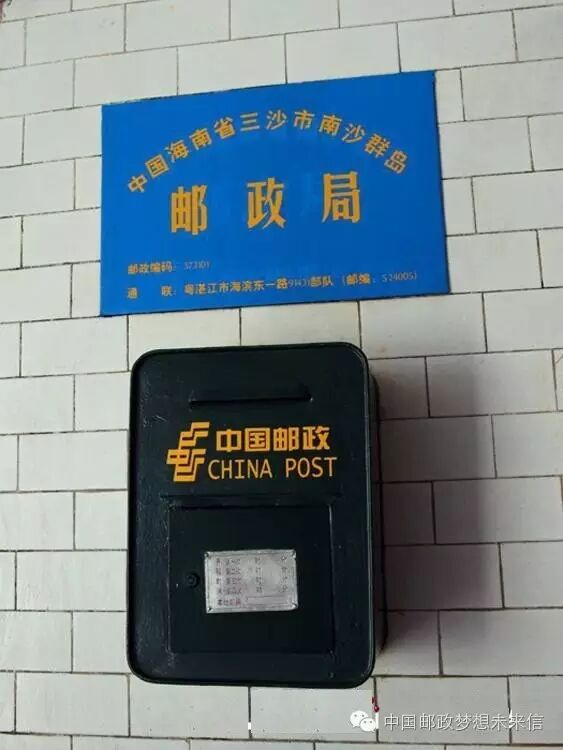 中国海南省三沙市南沙群岛
邮政局
邮政编码：573101
通 联：粤湛江市海滨东一路91431部队（邮编：524005）
中国邮政
CHINA POST
中国邮政梦想未来信